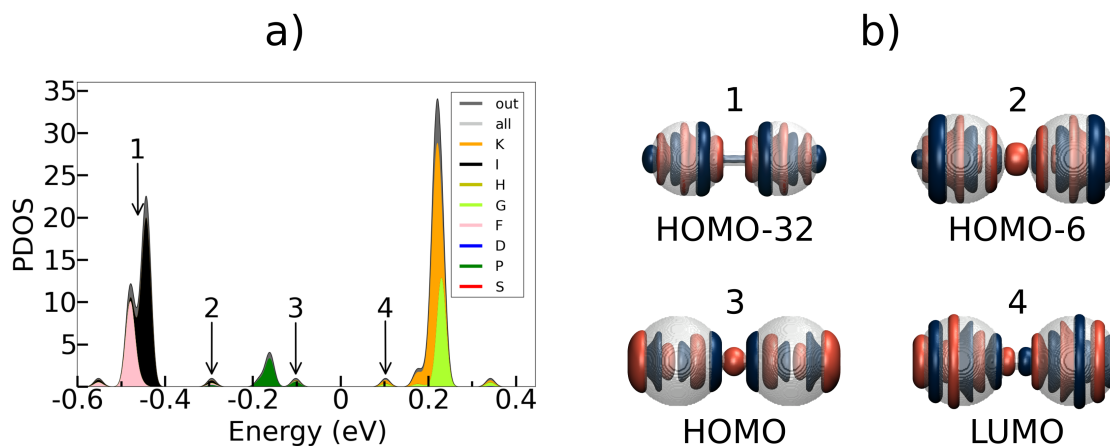 a)
35
30
25
20
15
10
5
PDOS
1
2
3
4
out
all
K
I
H
G
F
D
P
S
-0.6 -0.4 -0.2 0 0.2 0.4
Energy (eV)
b)
1 2
HOMO-32 HOMO-6
3 4
HOMO LUMO